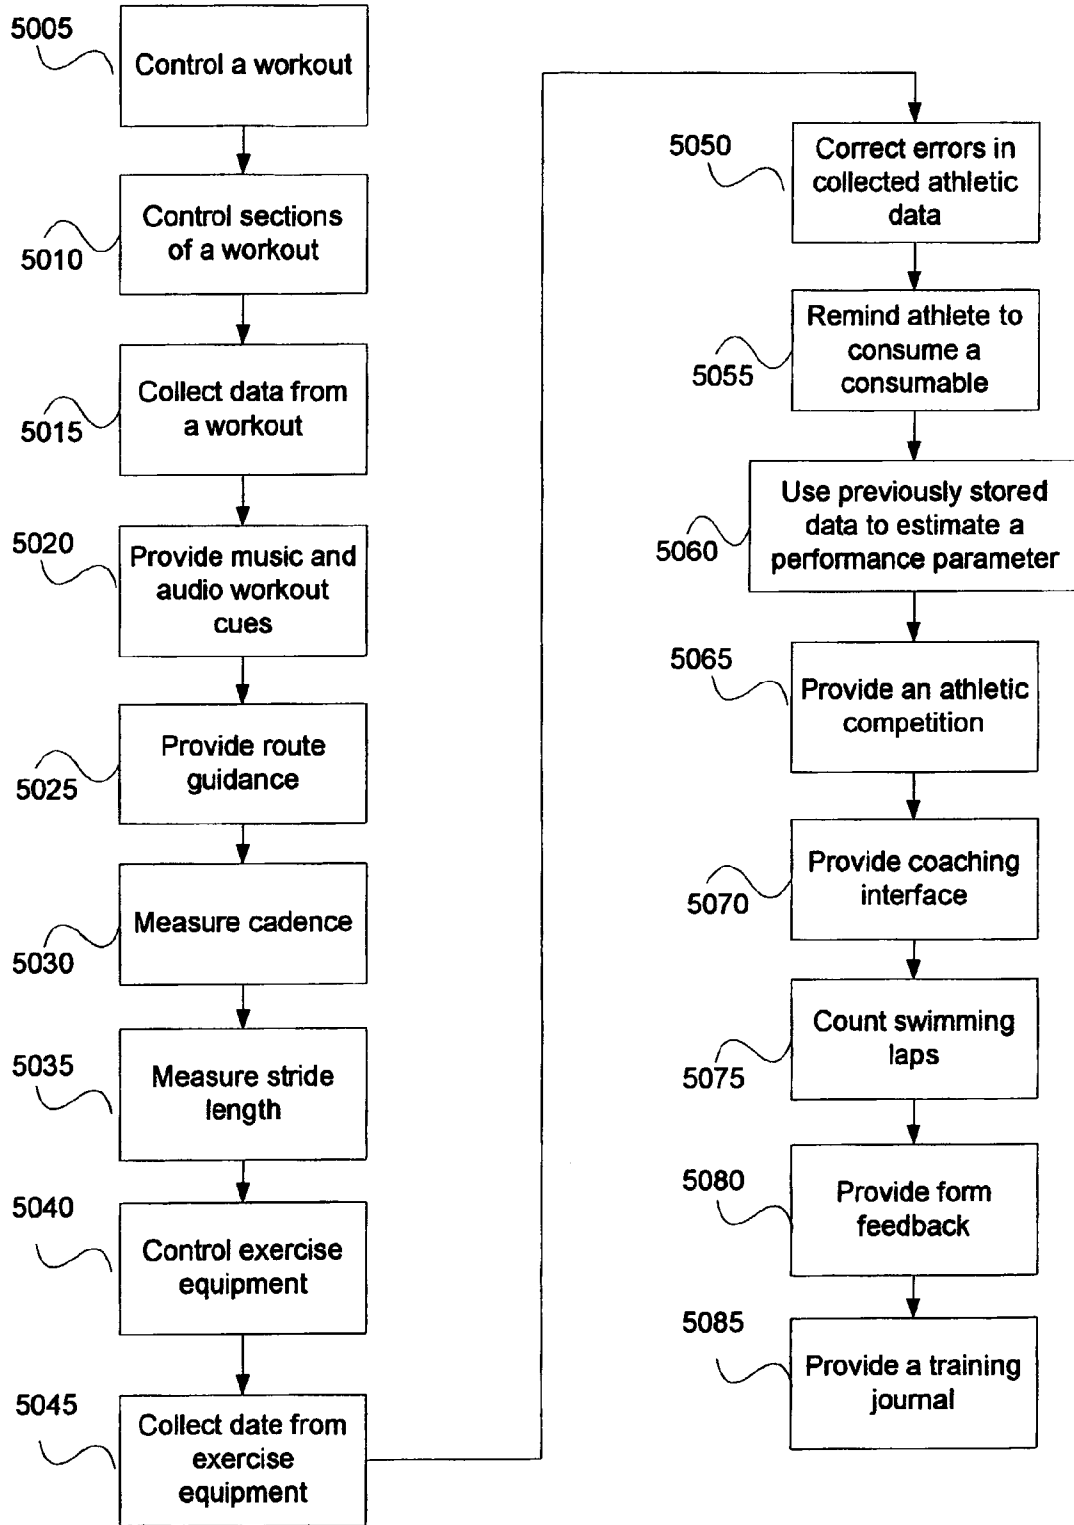 5005
Control a workout
Control sections
of a workout
5010
Collect data from
a workout
5015
5020
Provide music and
audio workout
cues
Provide route
guidance
5025
Measure cadence
5030
5035
Measure stride
length
5040
Control exercise
equipment
5045
Collect date from
exercise
equipment
5050
Correct errors in
collected athletic
data
Remind athlete to
consume a
consumable
5055
Use previously stored
data to estimate a
performance parameter
5060
5065
Provide an athletic
competition
Provide coaching
interface
5070
Count swimming
laps
5075
5080
Provide form
feedback
5085
Provide a training
journal